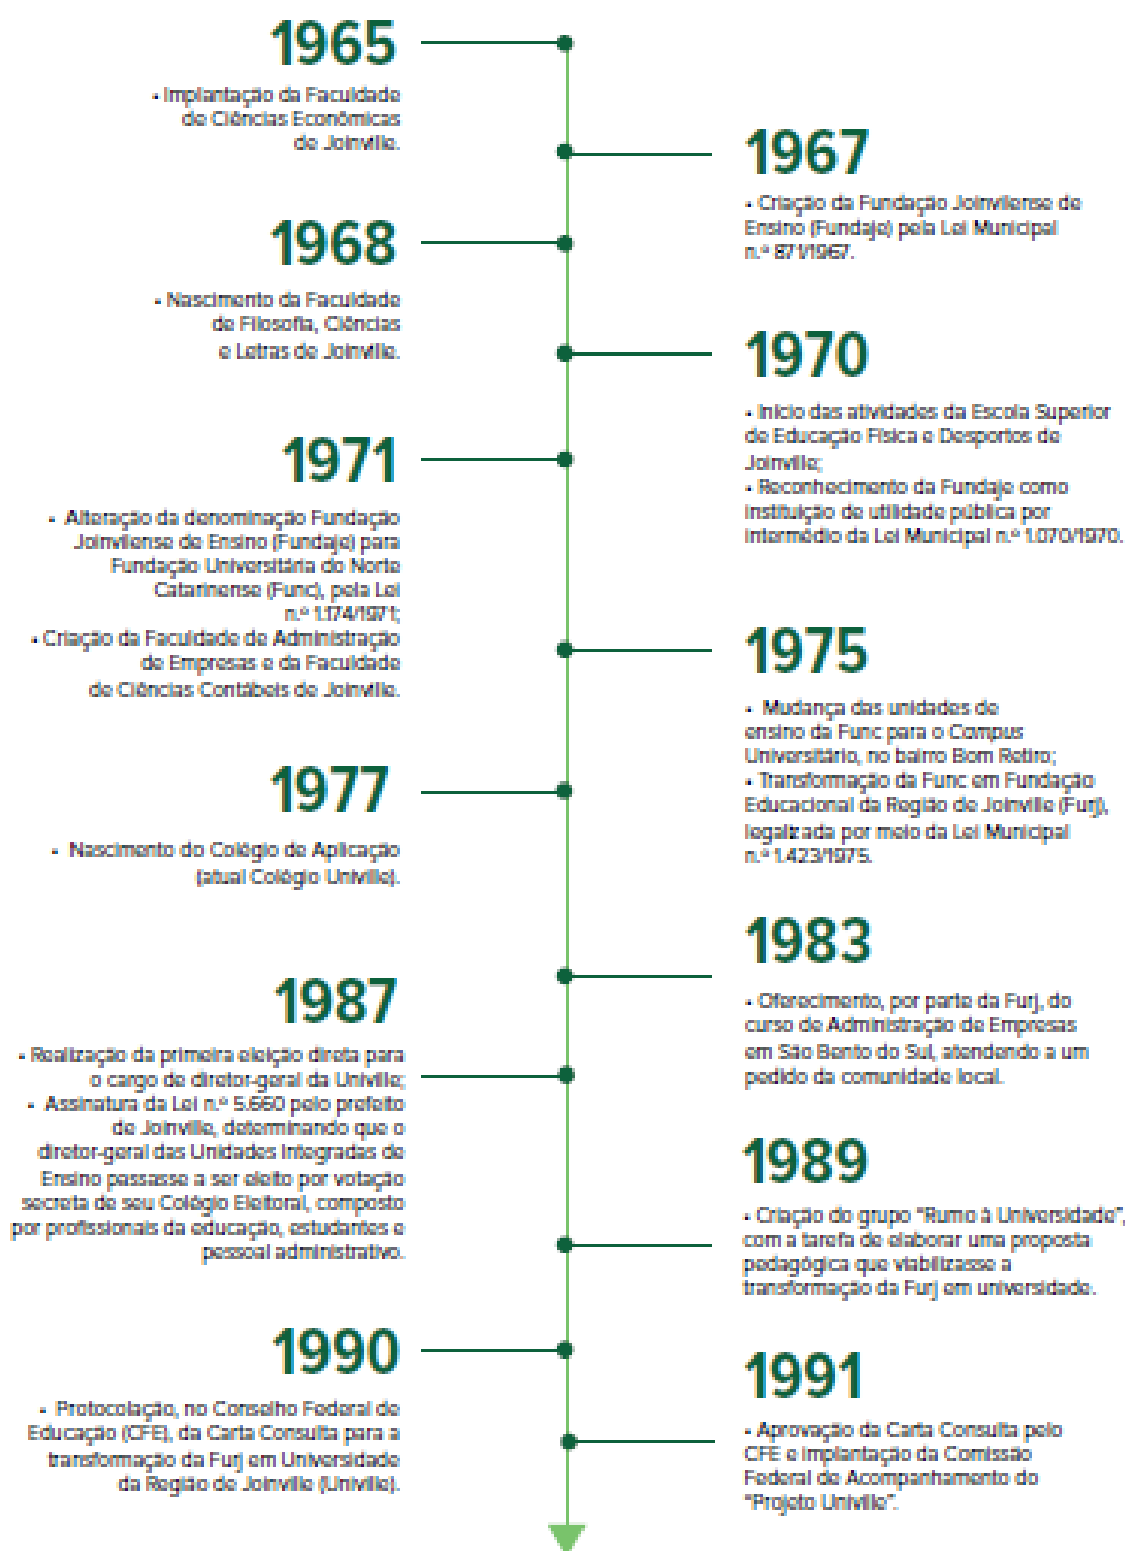 1965
• Implantação da Faculdade
de Ciências Econômicas
de Joinville.
1967
• Criação da Fundação Joinvilense de
Ensino (Fundaje) pela Lei Municipal
n.º 871/1967.
1968
• Nascimento da Faculdade
de Filosofia, Ciências
e Letras de Joinville.
1970
• Início das atividades da Escola Superior
de Educação Física e Desportos de
Joinville;
• Reconhecimento da Fundaje como
instituição de utilidade pública por
intermédio da Lei Municipal n.º 1.070/1970.
1971
• Alteração da denominação Fundação
Joinvilense de Ensino (Fundaje) para
Fundação Universitária do Norte
Catarinense (Func), pela Lei
n.º 1.174/1971;
• Criação da Faculdade de Administração
de Empresas e da Faculdade
de Ciências Contábeis de Joinville.
1975
• Mudança das unidades de
ensino da Func para o Campus
Universitário, no bairro Bom Retiro;
• Transformação da Func em Fundação
Educacional da Região de Joinville (Furj),
legalizada por meio da Lei Municipal
n.º 1.423/1975.
1977
• Nascimento do Colégio de Aplicação
(atual Colégio Univille).
1983
• Oferecimento, por parte da Furj, do
curso de Administração de Empresas
em São Bento do Sul, atendendo a um
pedido da comunidade local.
1987
• Realização da primeira eleição direta para
o cargo de diretor-geral da Univille;
• Assinatura da Lei n.º 5.660 pelo prefeito
de Joinville, determinando que o
diretor-geral das Unidades Integradas de
Ensino passasse a ser eleito por votação
secreta de seu Colégio Eleitoral, composto
por profissionais da educação, estudantes e
pessoal administrativo.
1989
• Criação do grupo “Rumo à Universidade”,
com a tarefa de elaborar uma proposta
pedagógica que viabilizasse a
transformação da Furj em universidade.
1990
• Protocolação, no Conselho Federal de
Educação (CFE), da Carta Consulta para a
transformação da Furj em Universidade
da Região de Joinville (Univille).
1991
• Aprovação da Carta Consulta pelo
CFE e implantação da Comissão
Federal de Acompanhamento do
“Projeto Univille”.